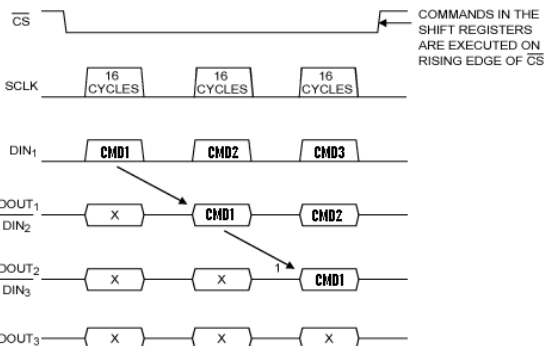 CS
COMMANDS IN THE
SHIFT REGISTERS
ARE EXECUTED ON
RISING EDGE OF CS
SCLK
16
CYCLES
16
CYCLES
16
CYCLES
DIN1
CMD1
CMD2
CMD3
DOUT1
DIN2
X
CMD1
CMD2
DOUT2
DIN3
X
X
1
CMD1
DOUT3
X
X
X